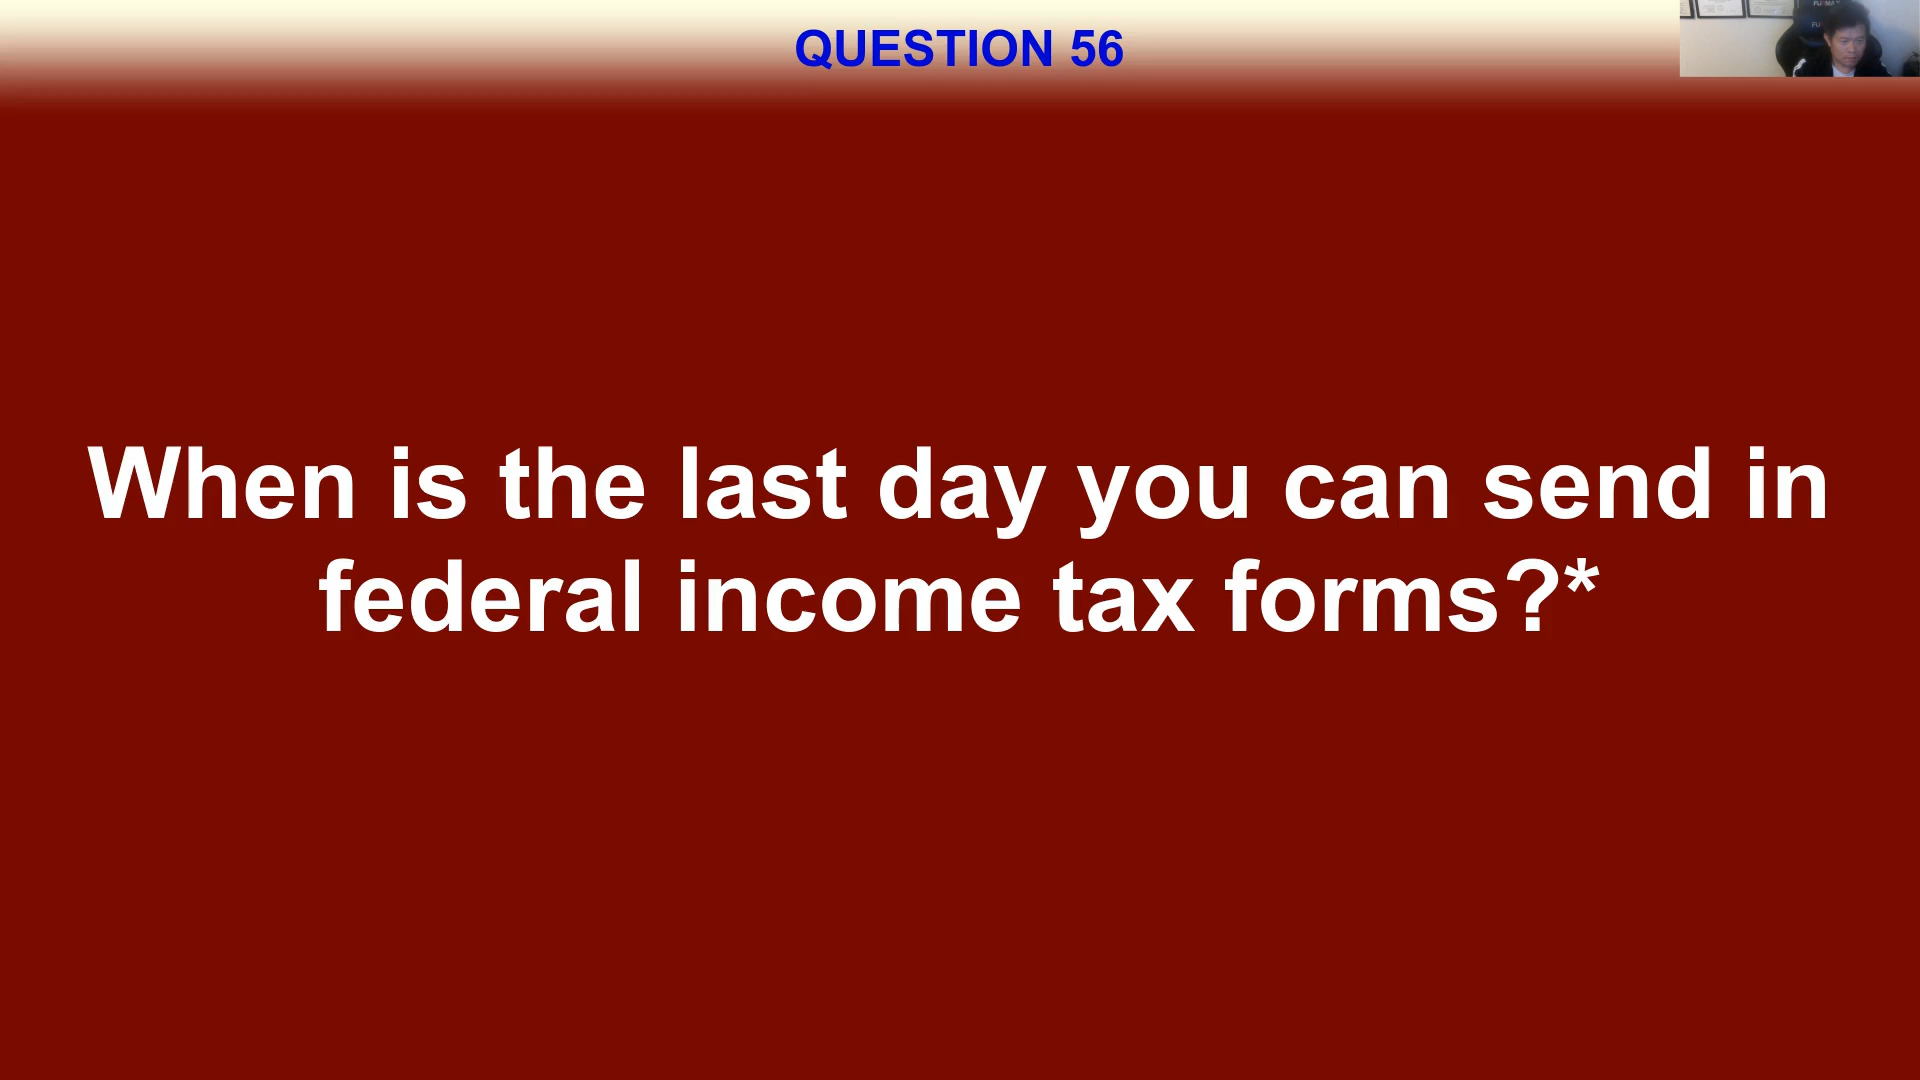 QUESTION 56
When is the last day you can send in
federal income tax forms?*